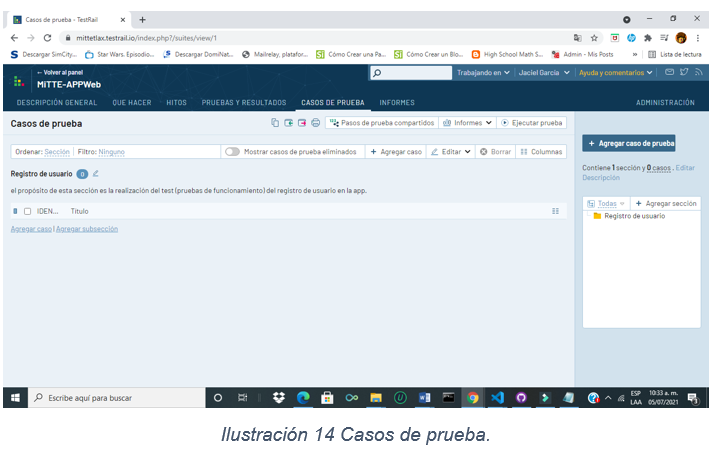 Casos de prueba - TestRail
mittetlax.testrail.io/index.php?/suites/view/1
Descargar SimCity... Star Wars. Episodio... Descargar DomiNat... Mailrelay, platafor... Cómo Crear una Pa... Cómo Crear un Blo... High School Math S... Admin - Mis Posts » Lista de lectura
← Volver al panel
MiTTE-APPWeb
Trabajando en Jaciel García Ayuda y comentarios
DESCRIPCIÓN GENERAL QUE HACER HITOS PRUEBAS Y RESULTADOS CASOS DE PRUEBA INFORMES ADMINISTRACIÓN
Casos de prueba
Pasos de prueba compartidos Informes Ejecutar prueba
+ Agregar caso de prueba
Ordenar: Sección Filtro: Ninguno Mostrar casos de prueba eliminados + Agregar caso Editar Borrar Columnas
Contiene 1 sección y 0 casos . Editar
Descripción
Registro de usuario 0
el propósito de esta sección es la realización del test (pruebas de funcionamiento) del registro de usuario en la app.
Todas + Agregar sección
Registro de usuario
IDEN... Título
Agregar caso | Agregar subsección
Escribe aquí para buscar
ESP
LAA
10:33 a. m.
05/07/2021
Ilustración 14 Casos de prueba.